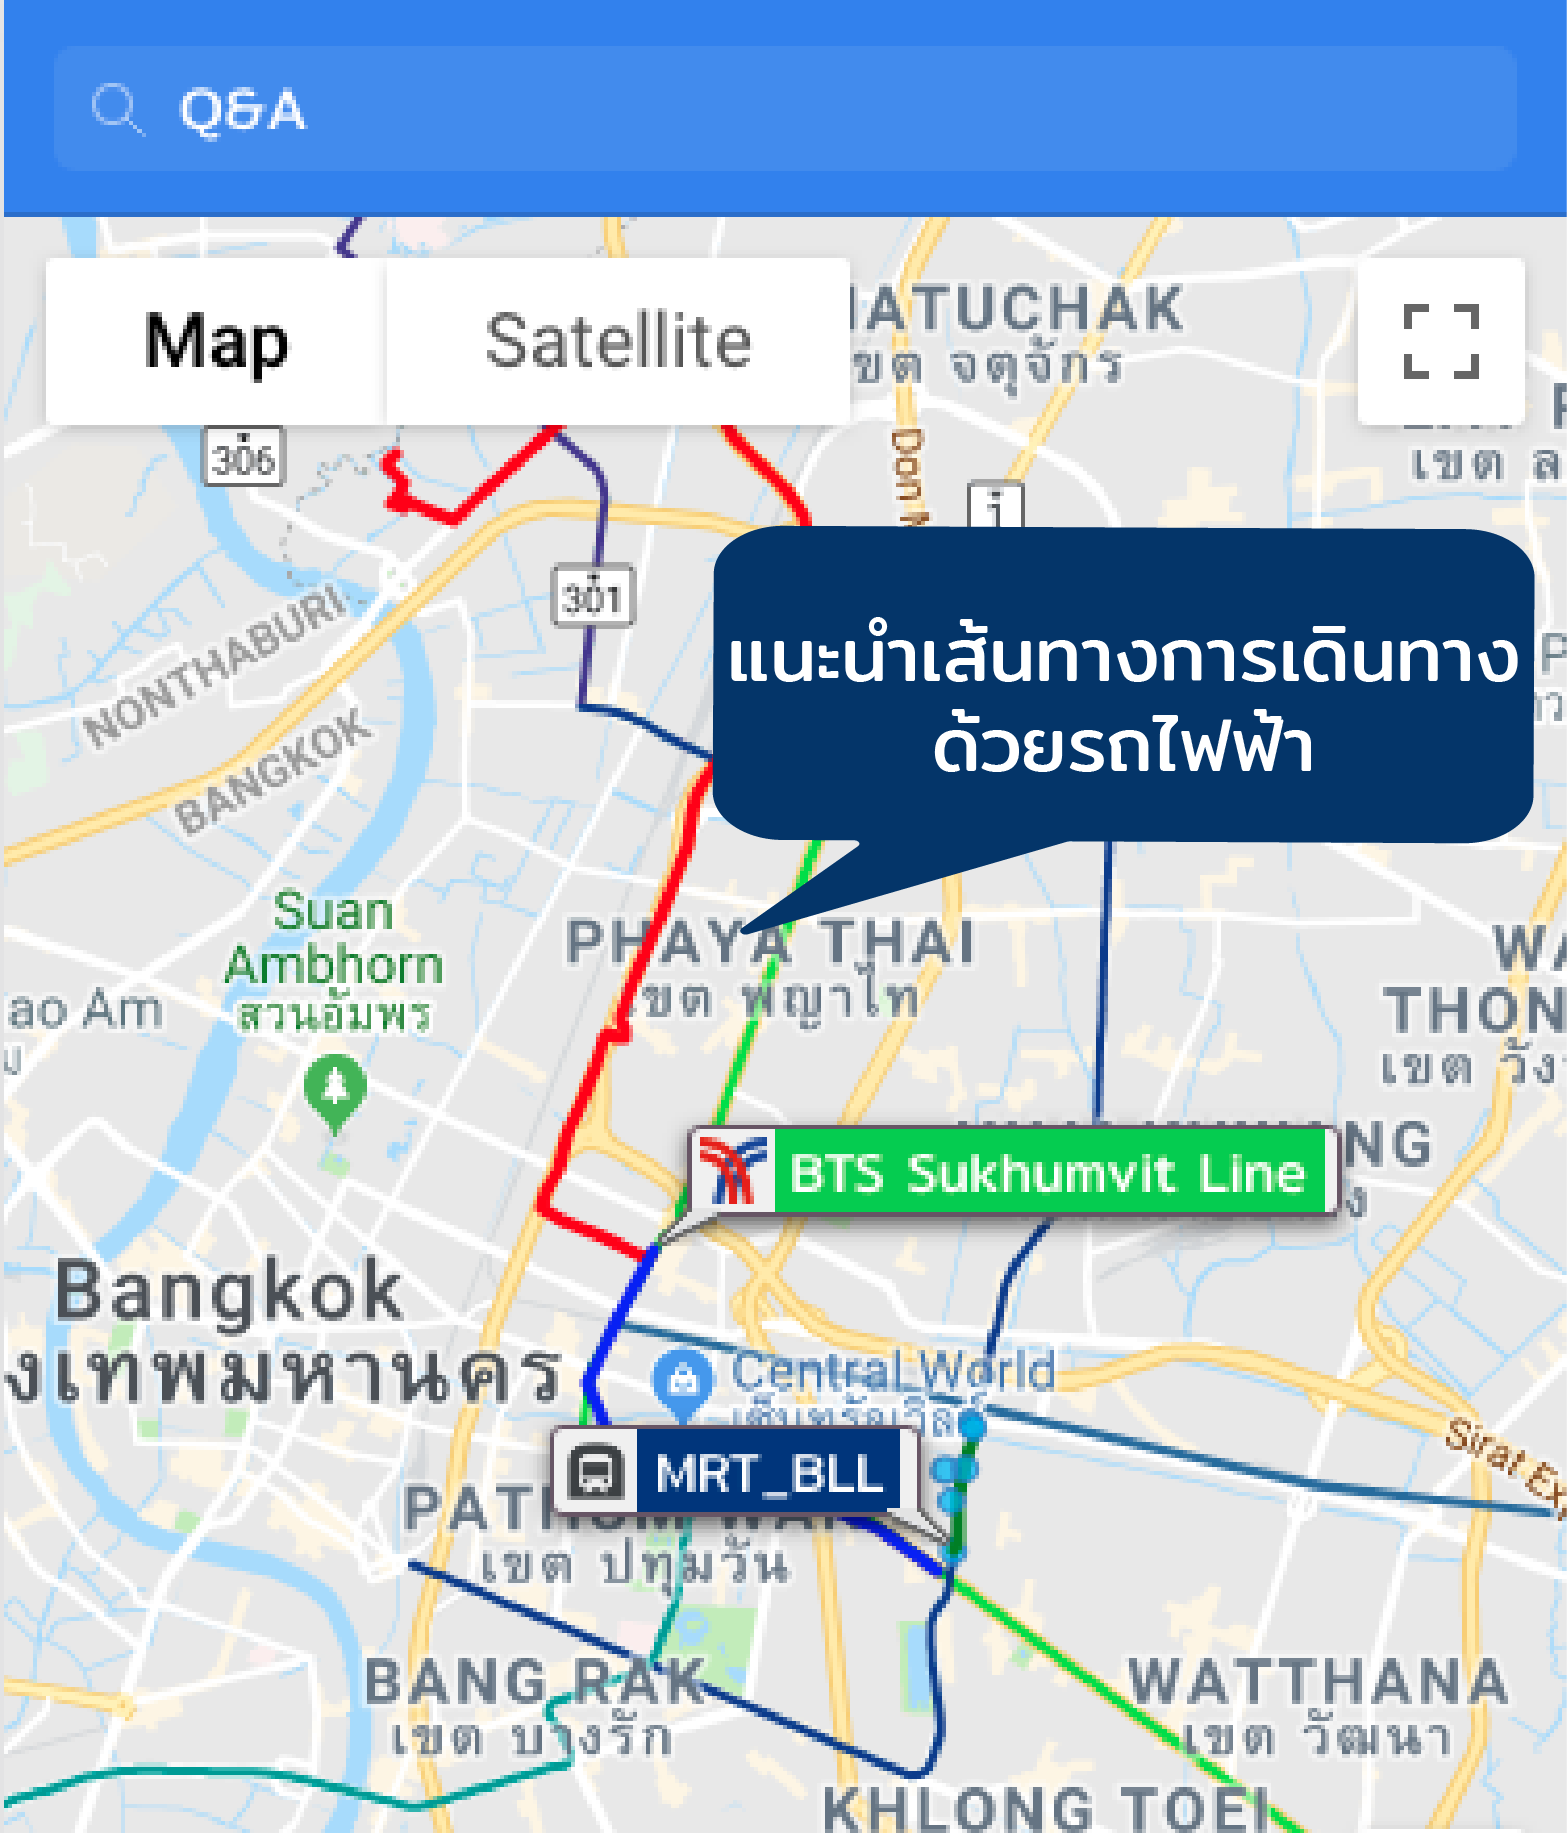 Q&A
Map
Satellite
ATUCHAK
เขต จตุจักร
306
Don
เขต ล
301
แนะนำเส้นทางการเดินทาง
ด้วยรถไฟฟ้า
NONTHABURI
BANGKOK
Suan
Ambhorn
สวนอัมพร
ao Am
PHAYA THAI
เขต พญาไท
WA
THON
เขต วัง
NG
BTS Sukhumvit Line
Bangkok
งเทพมหานคร
Central World
เซ็นทรัลเวิลด์
Sirat Ex
MRT_BLL
เขต ปทุมวัน
BANG RAK
เขต บางรัก
WATTHANA
เขต วัฒนา
KHLONG TOEI